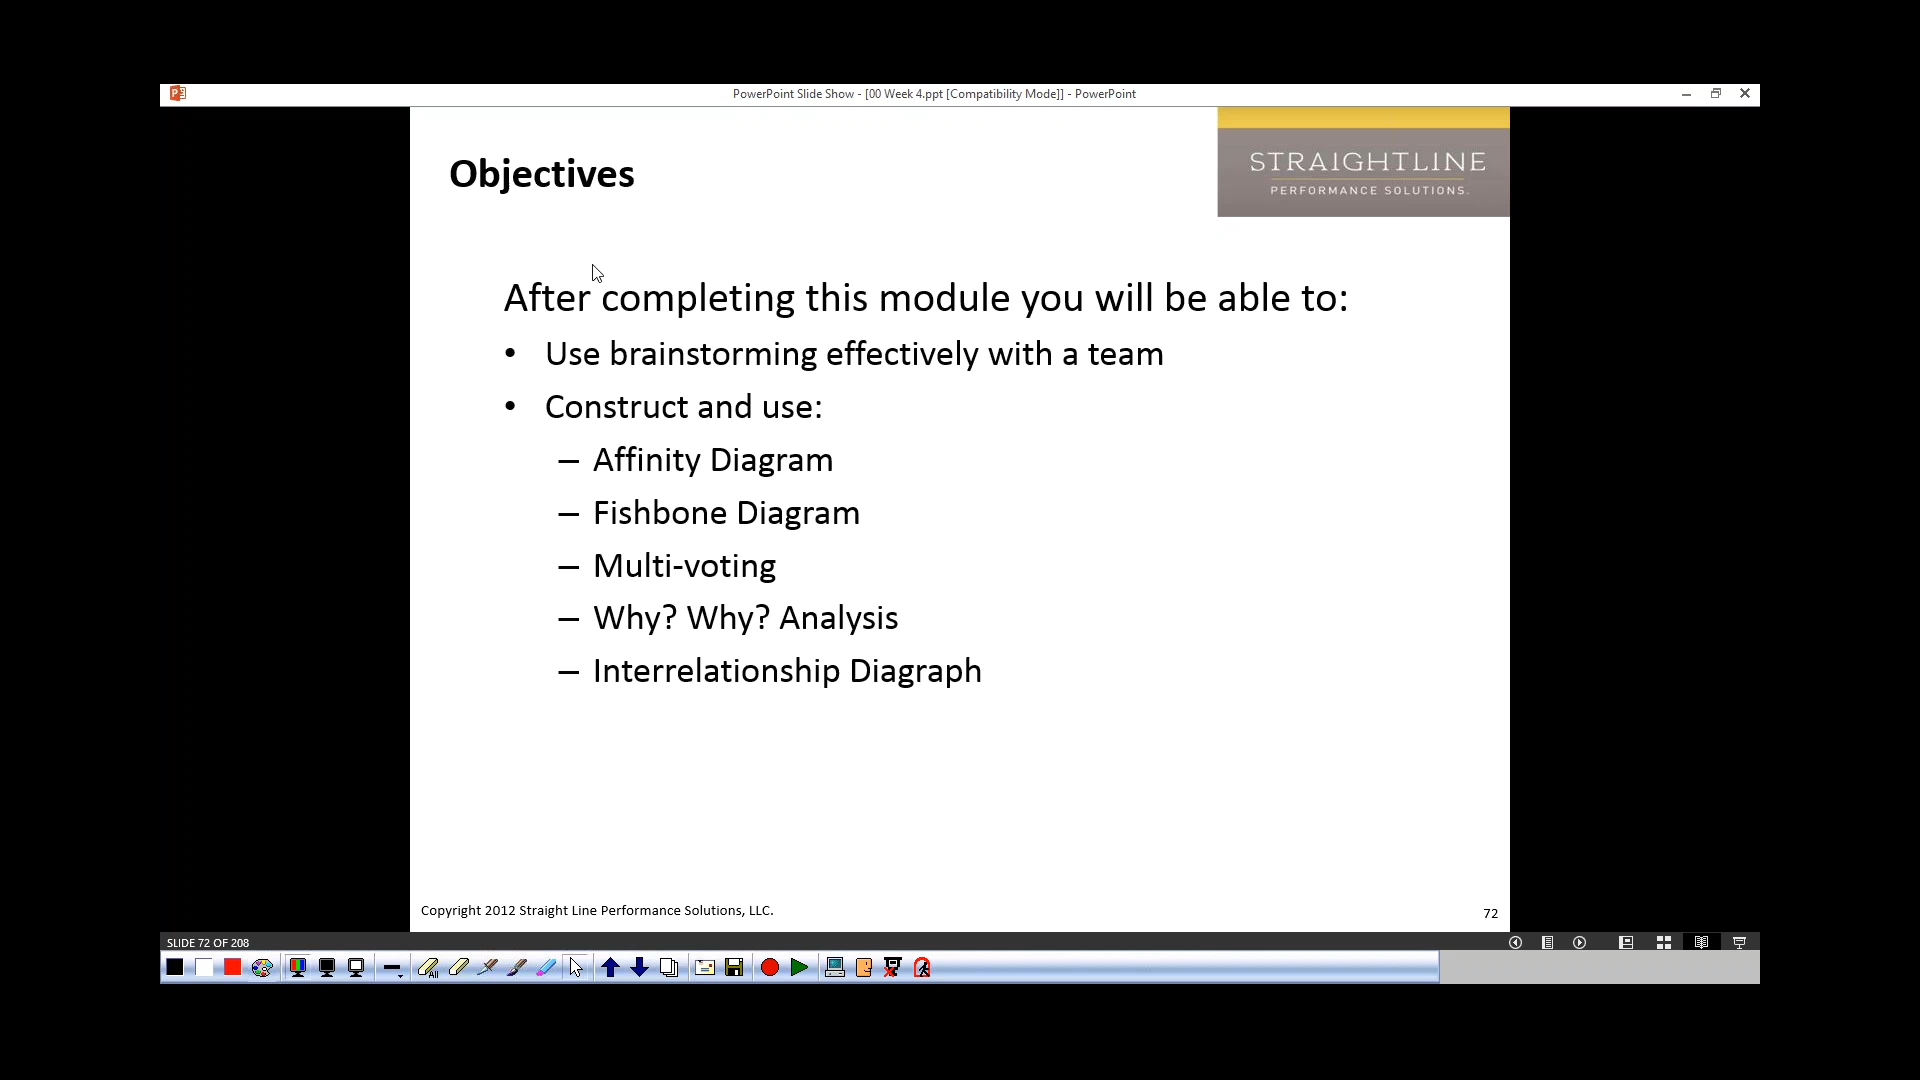 PowerPoint Slide Show - [00 Week 4.ppt [Compatibility Mode]] - PowerPoint
Objectives
STRAIGHTLINE
PERFORMANCE SOLUTIONS.
After completing this module you will be able to:
• Use brainstorming effectively with a team
• Construct and use:
– Affinity Diagram
– Fishbone Diagram
– Multi-voting
– Why? Why? Analysis
– Interrelationship Diagraph
Copyright 2012 Straight Line Performance Solutions, LLC.
72
SLIDE 72 OF 208
All